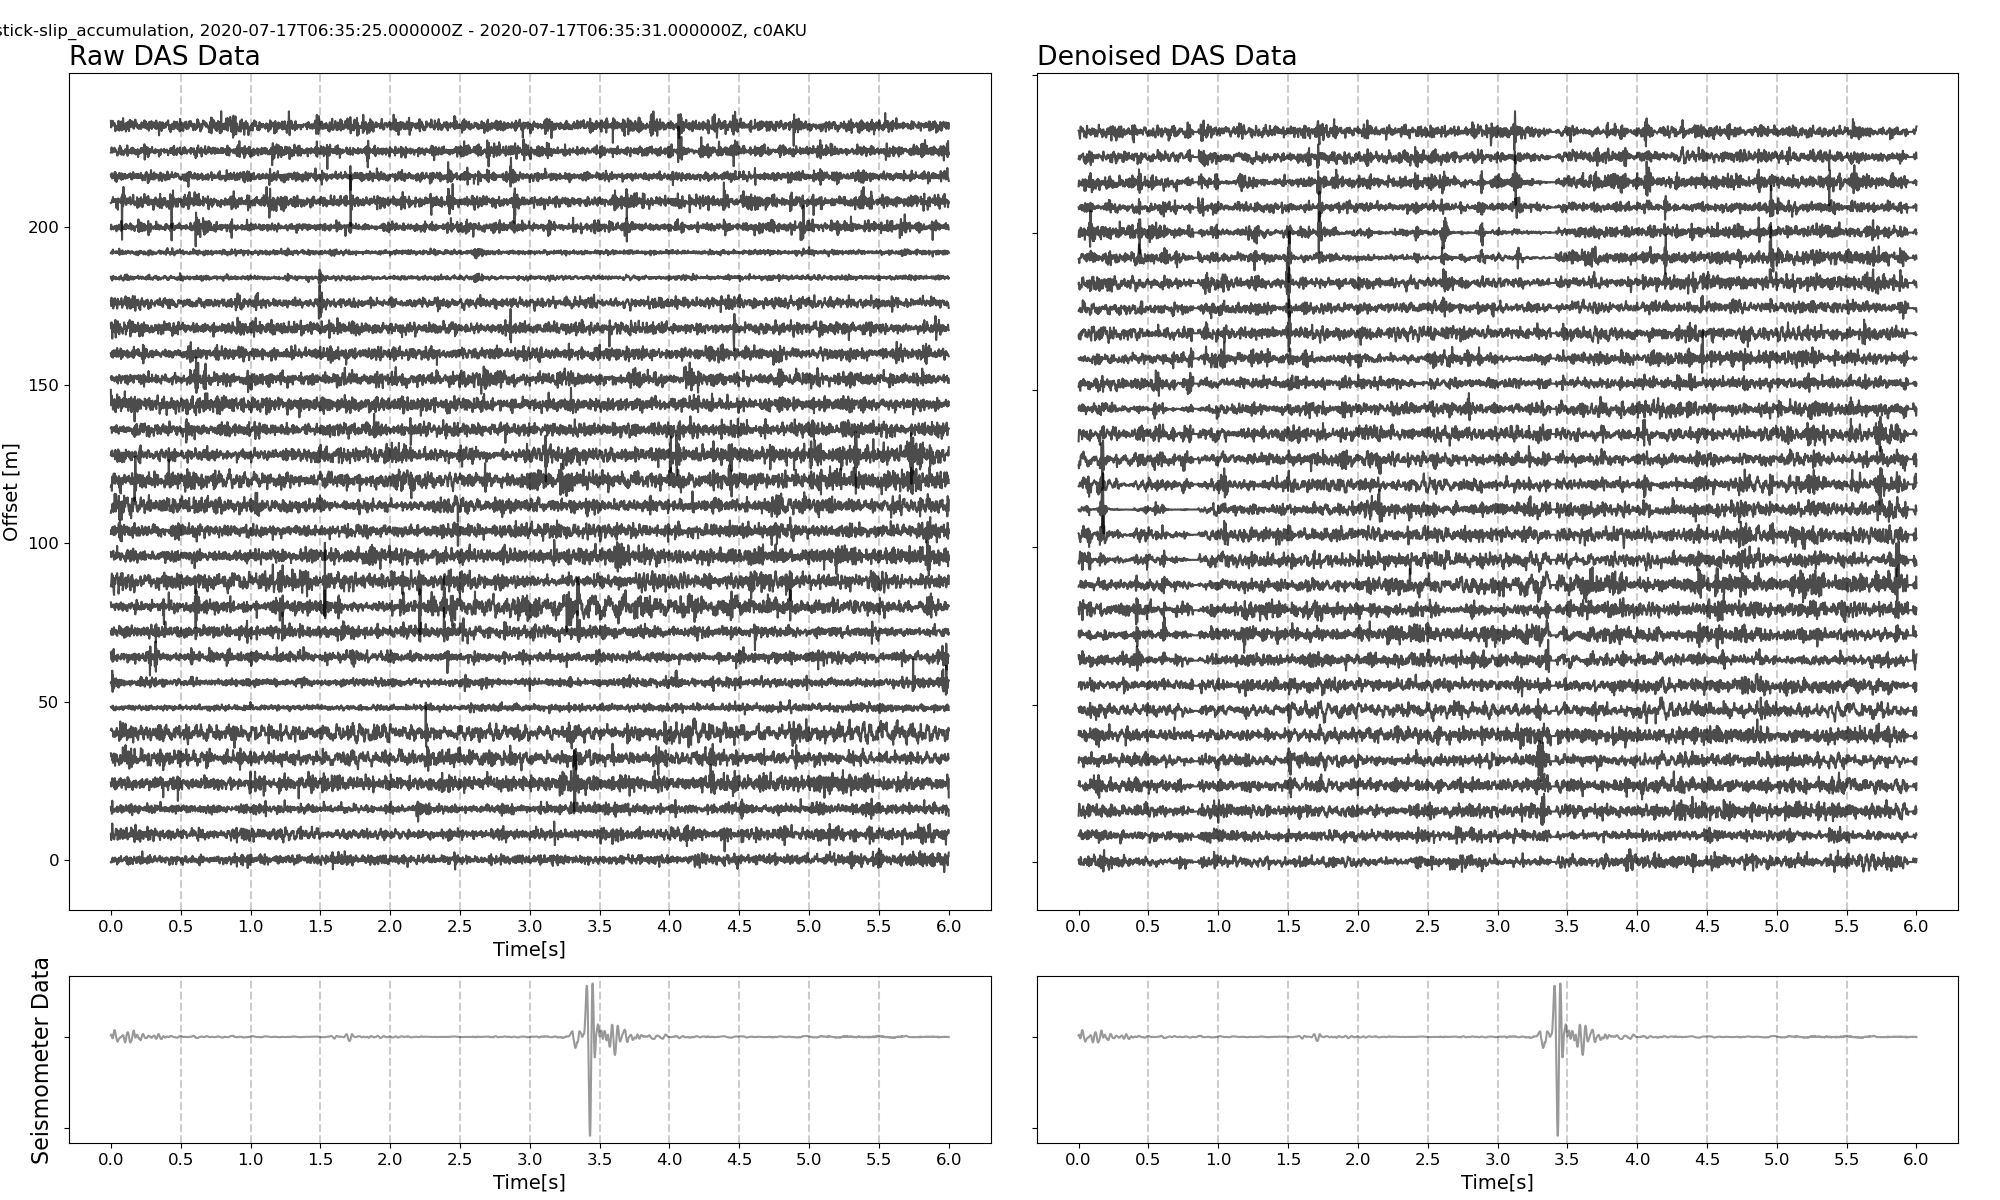 stick-slip_accumulation, 2020-07-17T06:35:25.000000Z - 2020-07-17T06:35:31.000000Z, c0AKU
Raw DAS Data
Denoised DAS Data
Offset [m]
200
150
100
50
0
0.0 0.5 1.0 1.5 2.0 2.5 3.0 3.5 4.0 4.5 5.0 5.5 6.0
Time[s]
0.0 0.5 1.0 1.5 2.0 2.5 3.0 3.5 4.0 4.5 5.0 5.5 6.0
Seismometer Data
0.0 0.5 1.0 1.5 2.0 2.5 3.0 3.5 4.0 4.5 5.0 5.5 6.0
Time[s]
0.0 0.5 1.0 1.5 2.0 2.5 3.0 3.5 4.0 4.5 5.0 5.5 6.0
Time[s]